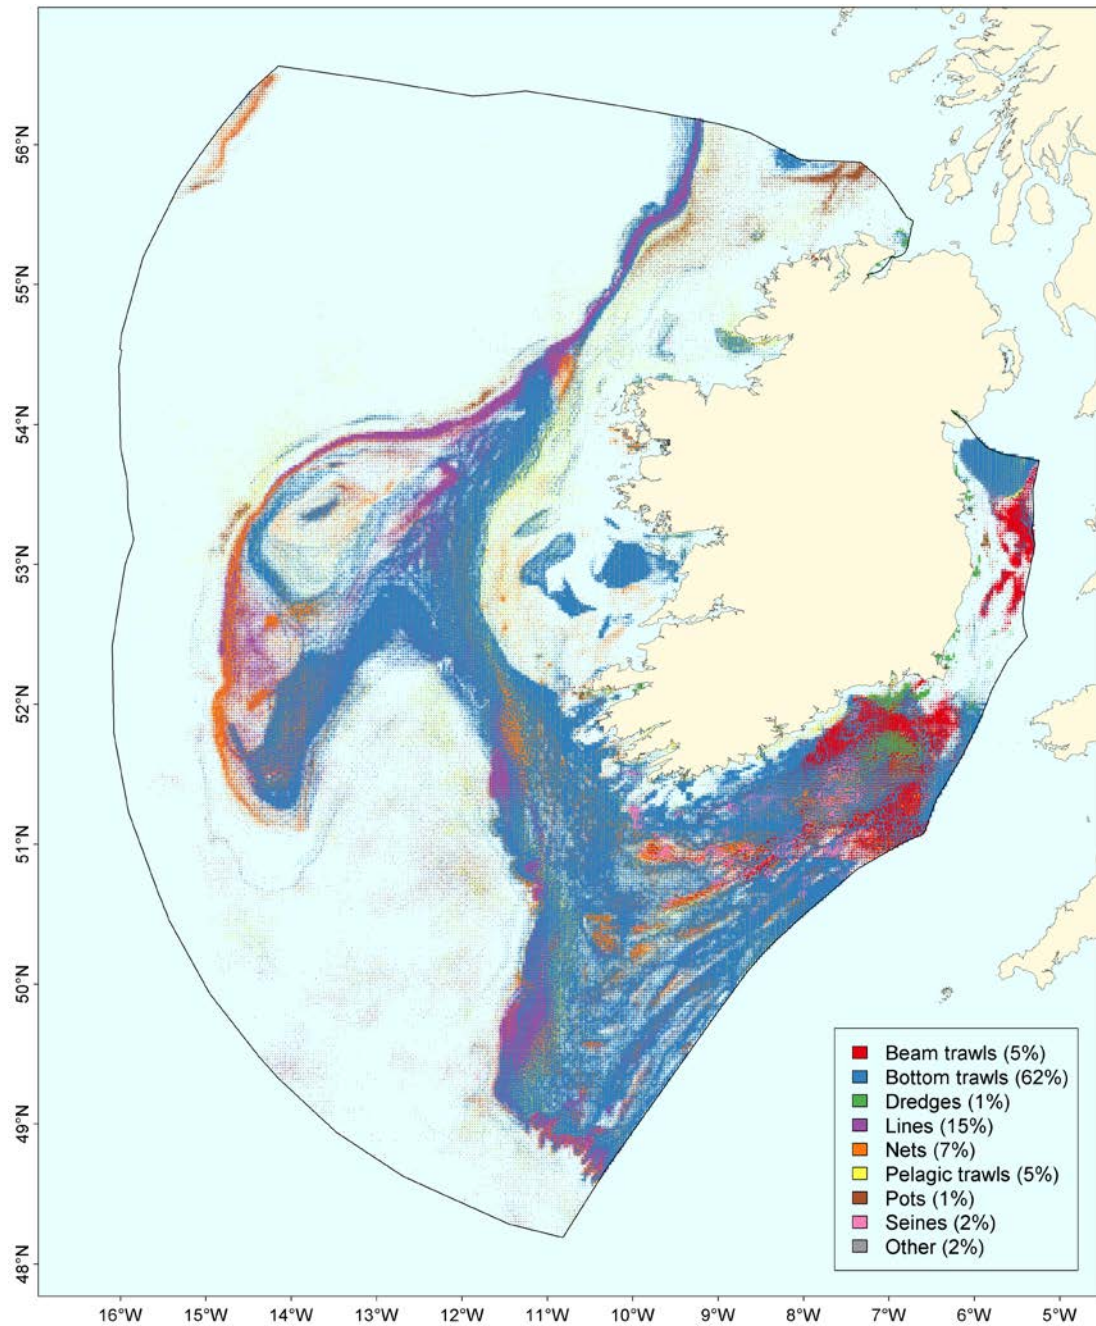 56°N
55°N
54°N
53°N
52°N
51°N
50°N
49°N
48°N
Beam trawls (5%)
Bottom trawls (62%)
Dredges (1%)
Lines (15%)
Nets (7%)
Pelagic trawls (5%)
Pots (1%)
Seines (2%)
Other (2%)
16°W 15°W 14°W 13°W 12°W 11°W 10°W 9°W 8°W 7°W 6°W 5°W